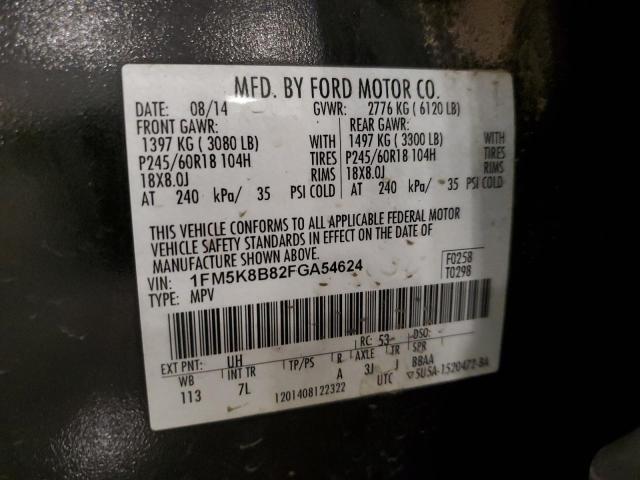 MFD. BY FORD MOTOR CO.
DATE: 08/14 GVWR: 2776 KG ( 6120 LB)
FRONT GAWR: REAR GAWR:
1397 KG ( 3080 LB) WITH 1497 KG ( 3300 LB) WITH
P245/60R18 104H TIRES P245/60R18 104H TIRES
18X8.0J RIMS 18X8.0J RIMS
AT 240 kPa/ 35 PSI COLD AT 240 kPa/ 35 PSI COLD
THIS VEHICLE CONFORMS TO ALL APPLICABLE FEDERAL MOTOR
VEHICLE SAFETY STANDARDS IN EFFECT ON THE DATE OF
MANUFACTURE SHOWN ABOVE.
VIN: 1FM5K8B82FGA54624 F0258
TYPE: MPV T0298
RC: 53 DSO:
EXT PNT: UH
WB INT TR TP/PS R AXLE TR SPR
113 7L A 3J J BBAA
1201408122322 UTC ▽5U5A-1520472-BA